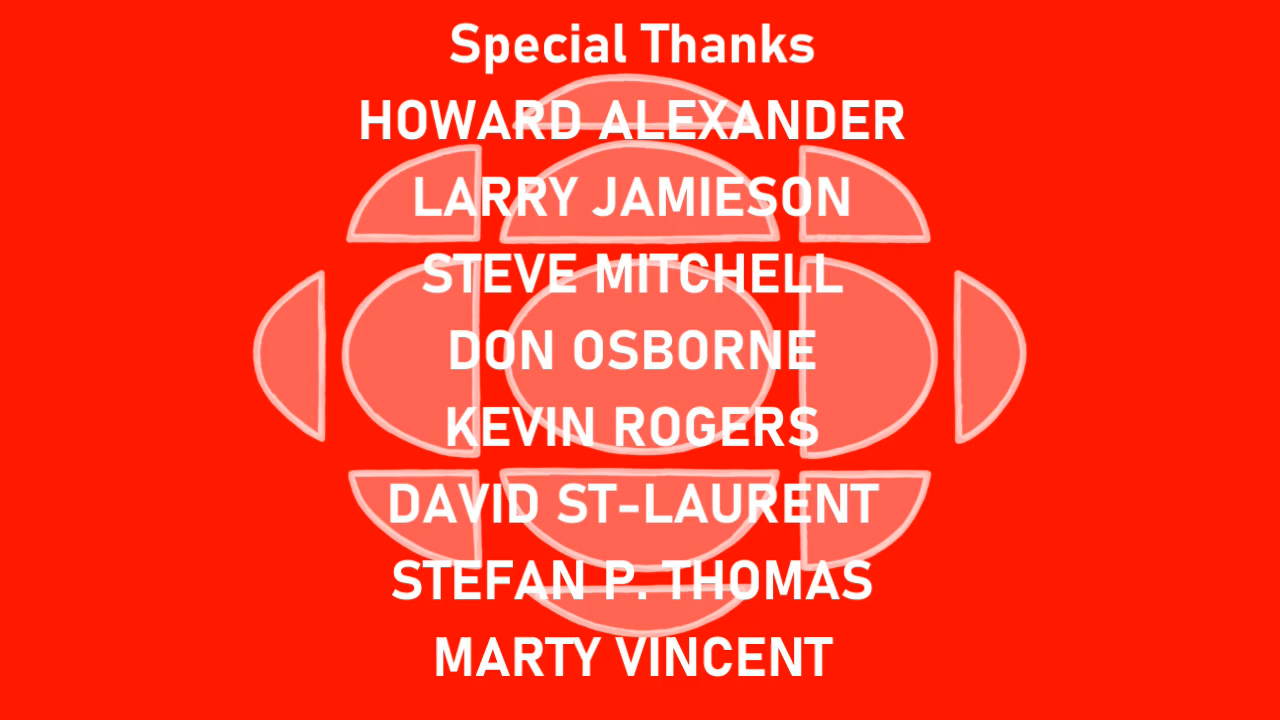 Special Thanks
HOWARD ALEXANDER
LARRY JAMIESON
STEVE MITCHELL
DON OSBORNE
KEVIN ROGERS
DAVID ST-LAURENT
STEFAN P. THOMAS
MARTY VINCENT